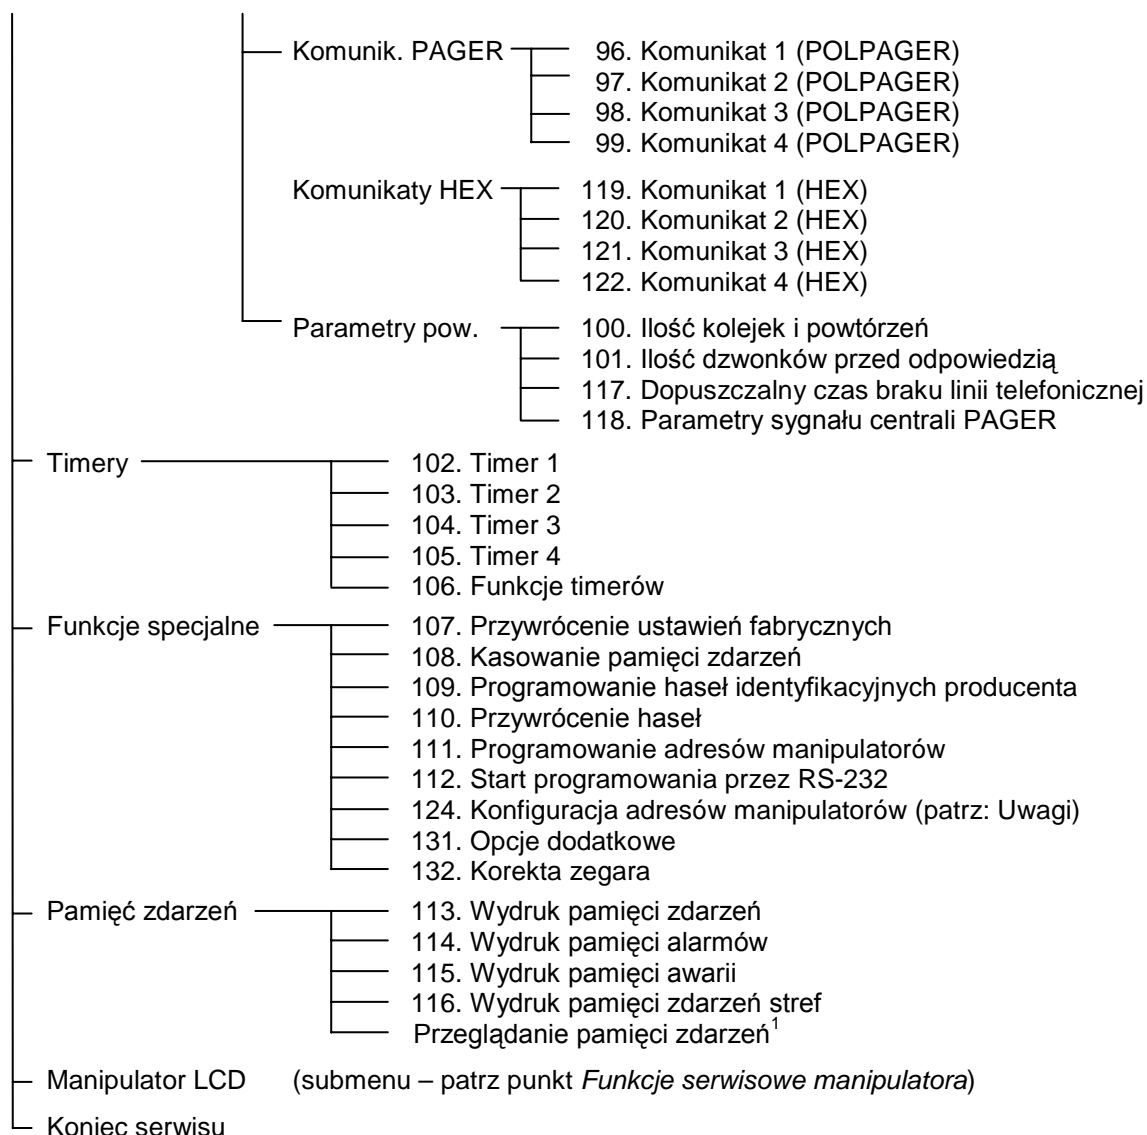 Komunik. PAGER 96. Komunikat 1 (POLPAGER)
97. Komunikat 2 (POLPAGER)
98. Komunikat 3 (POLPAGER)
99. Komunikat 4 (POLPAGER)
Komunikaty HEX 119. Komunikat 1 (HEX)
120. Komunikat 2 (HEX)
121. Komunikat 3 (HEX)
122. Komunikat 4 (HEX)
Parametry pow. 100. Ilość kolejek i powtórzeń
101. Ilość dzwonków przed odpowiedzią
117. Dopuszczalny czas braku linii telefonicznej
118. Parametry sygnału centrali PAGER
Timery 102. Timer 1
103. Timer 2
104. Timer 3
105. Timer 4
106. Funkcje timerów
Funkcje specjalne 107. Przywrócenie ustawień fabrycznych
108. Kasowanie pamięci zdarzeń
109. Programowanie haseł identyfikacyjnych producenta
110. Przywrócenie haseł
111. Programowanie adresów manipulatorów
112. Start programowania przez RS-232
124. Konfiguracja adresów manipulatorów (patrz: Uwagi)
131. Opcje dodatkowe
132. Korekta zegara
Pamięć zdarzeń 113. Wydruk pamięci zdarzeń
114. Wydruk pamięci alarmów
115. Wydruk pamięci awarii
116. Wydruk pamięci zdarzeń stref
Przeglądanie pamięci zdarzeń¹
Manipulator LCD (submenu – patrz punkt Funkcje serwisowe manipulatora)
Koniec serwisu